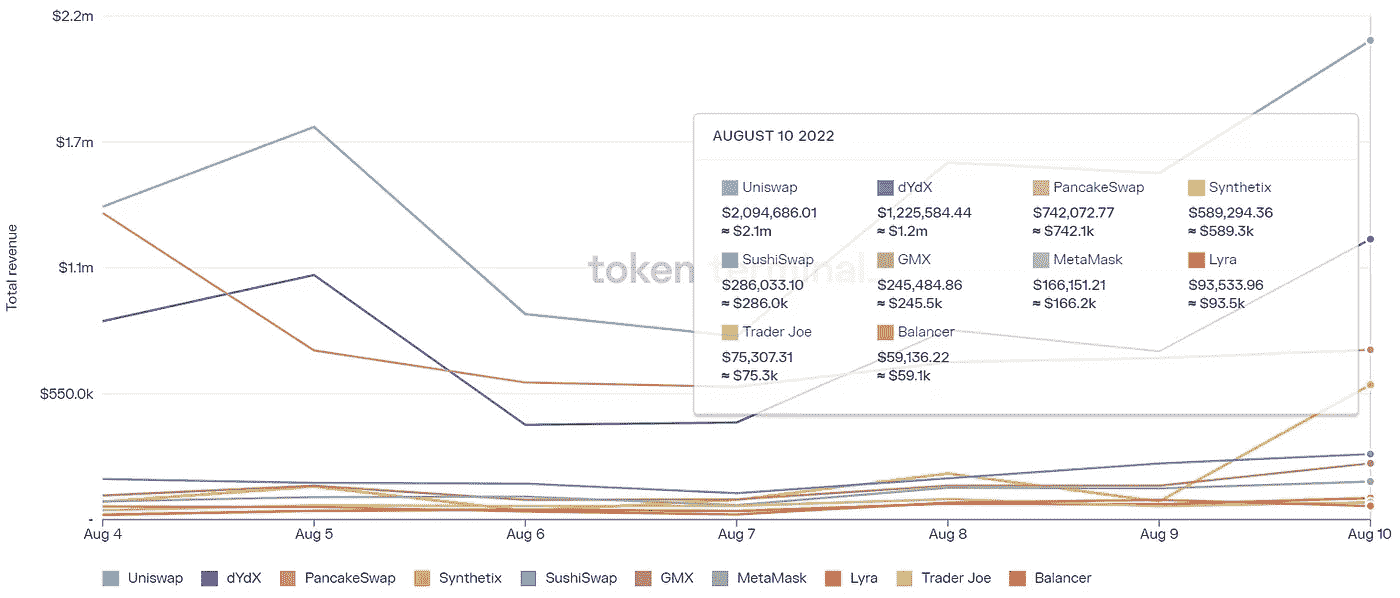 $2.2m
$1.7m
$1.1m
$550.0k
-
Total revenue
token terminal
AUGUST 10 2022
Uniswap dYdX PancakeSwap Synthetix
$2,094,686.01 $1,225,584.44 $742,072.77 $589,294.36
≈ $2.1m ≈ $1.2m ≈ $742.1k ≈ $589.3k
SushiSwap GMX MetaMask Lyra
$286,033.10 $245,484.86 $166,151.21 $93,533.96
≈ $286.0k ≈ $245.5k ≈ $166.2k ≈ $93.5k
Trader Joe Balancer
$75,307.31 $59,136.22
≈ $75.3k ≈ $59.1k
Aug 4 Aug 5 Aug 6 Aug 7 Aug 8 Aug 9 Aug 10
Uniswap dYdX PancakeSwap Synthetix SushiSwap GMX MetaMask Lyra Trader Joe Balancer